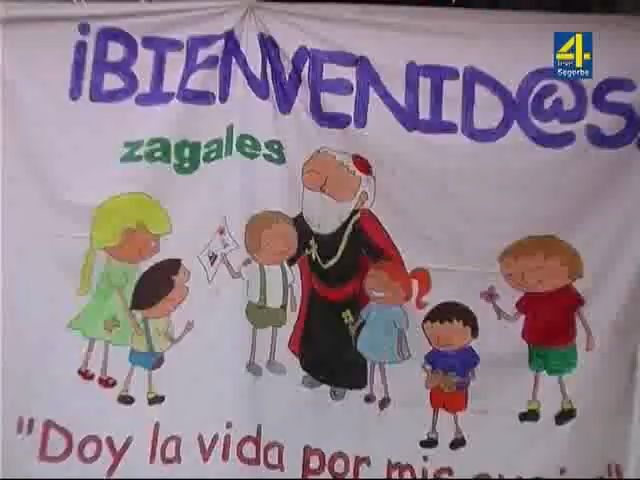 4
Segorbe
¡BIENVENID@S
zagales
"Doy la vida por mis